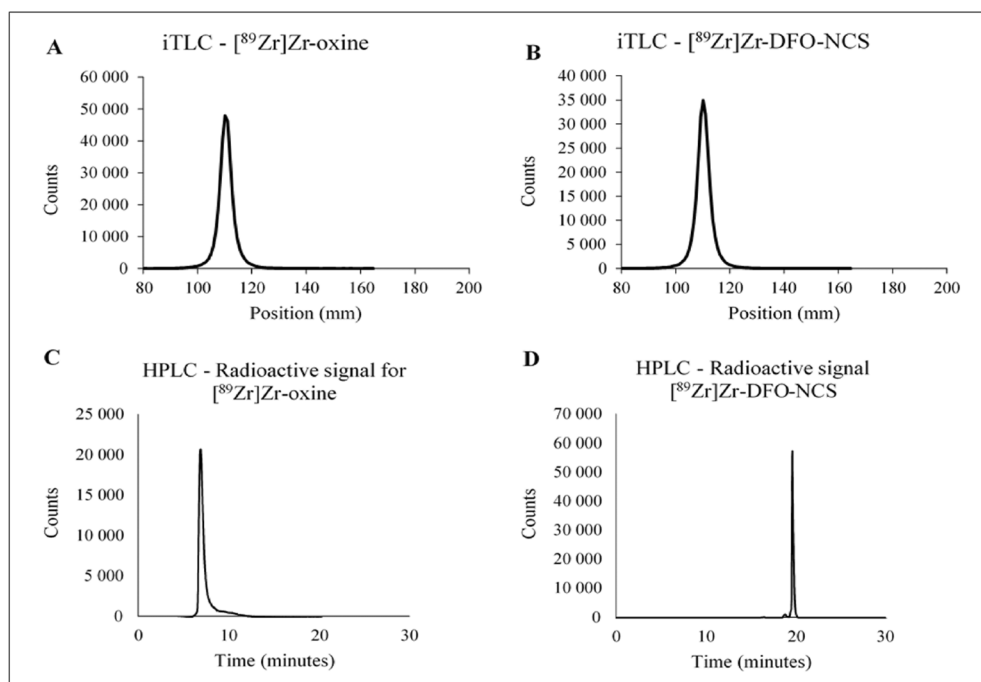 A
iTLC - [⁸⁹Zr]Zr-oxine
60 000
50 000
40 000
30 000
20 000
10 000
0
Counts
80 100 120 140 160 180 200
Position (mm)
B
iTLC - [⁸⁹Zr]Zr-DFO-NCS
40 000
35 000
30 000
25 000
20 000
15 000
10 000
5 000
0
Counts
80 100 120 140 160 180 200
Position (mm)
C
HPLC - Radioactive signal for
[⁸⁹Zr]Zr-oxine
25 000
20 000
15 000
10 000
5 000
0
Counts
0 10 20 30
Time (minutes)
D
HPLC - Radioactive signal
[⁸⁹Zr]Zr-DFO-NCS
70 000
60 000
50 000
40 000
30 000
20 000
10 000
0
Counts
0 10 20 30
Time (minutes)